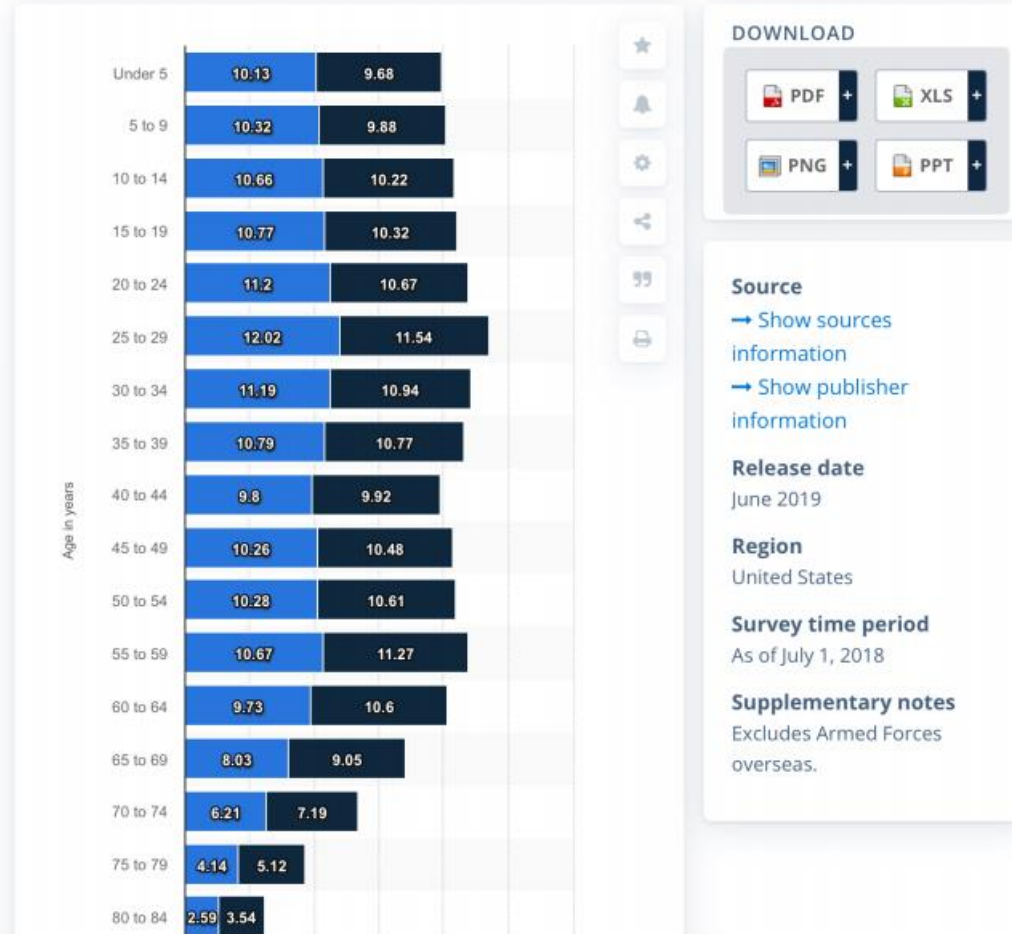 Under 5 10.13 9.68
5 to 9 10.32 9.88
10 to 14 10.66 10.22
15 to 19 10.77 10.32
20 to 24 11.2 10.67
25 to 29 12.02 11.54
30 to 34 11.19 10.94
35 to 39 10.79 10.77
40 to 44 9.8 9.92
45 to 49 10.26 10.48
50 to 54 10.28 10.61
55 to 59 10.67 11.27
60 to 64 9.73 10.6
65 to 69 8.03 9.05
70 to 74 6.21 7.19
75 to 79 4.14 5.12
80 to 84 2.59 3.54
Age in years
DOWNLOAD
PDF + XLS +
PNG + PPT +
Source
→ Show sources
information
→ Show publisher
information
Release date
June 2019
Region
United States
Survey time period
As of July 1, 2018
Supplementary notes
Excludes Armed Forces
overseas.